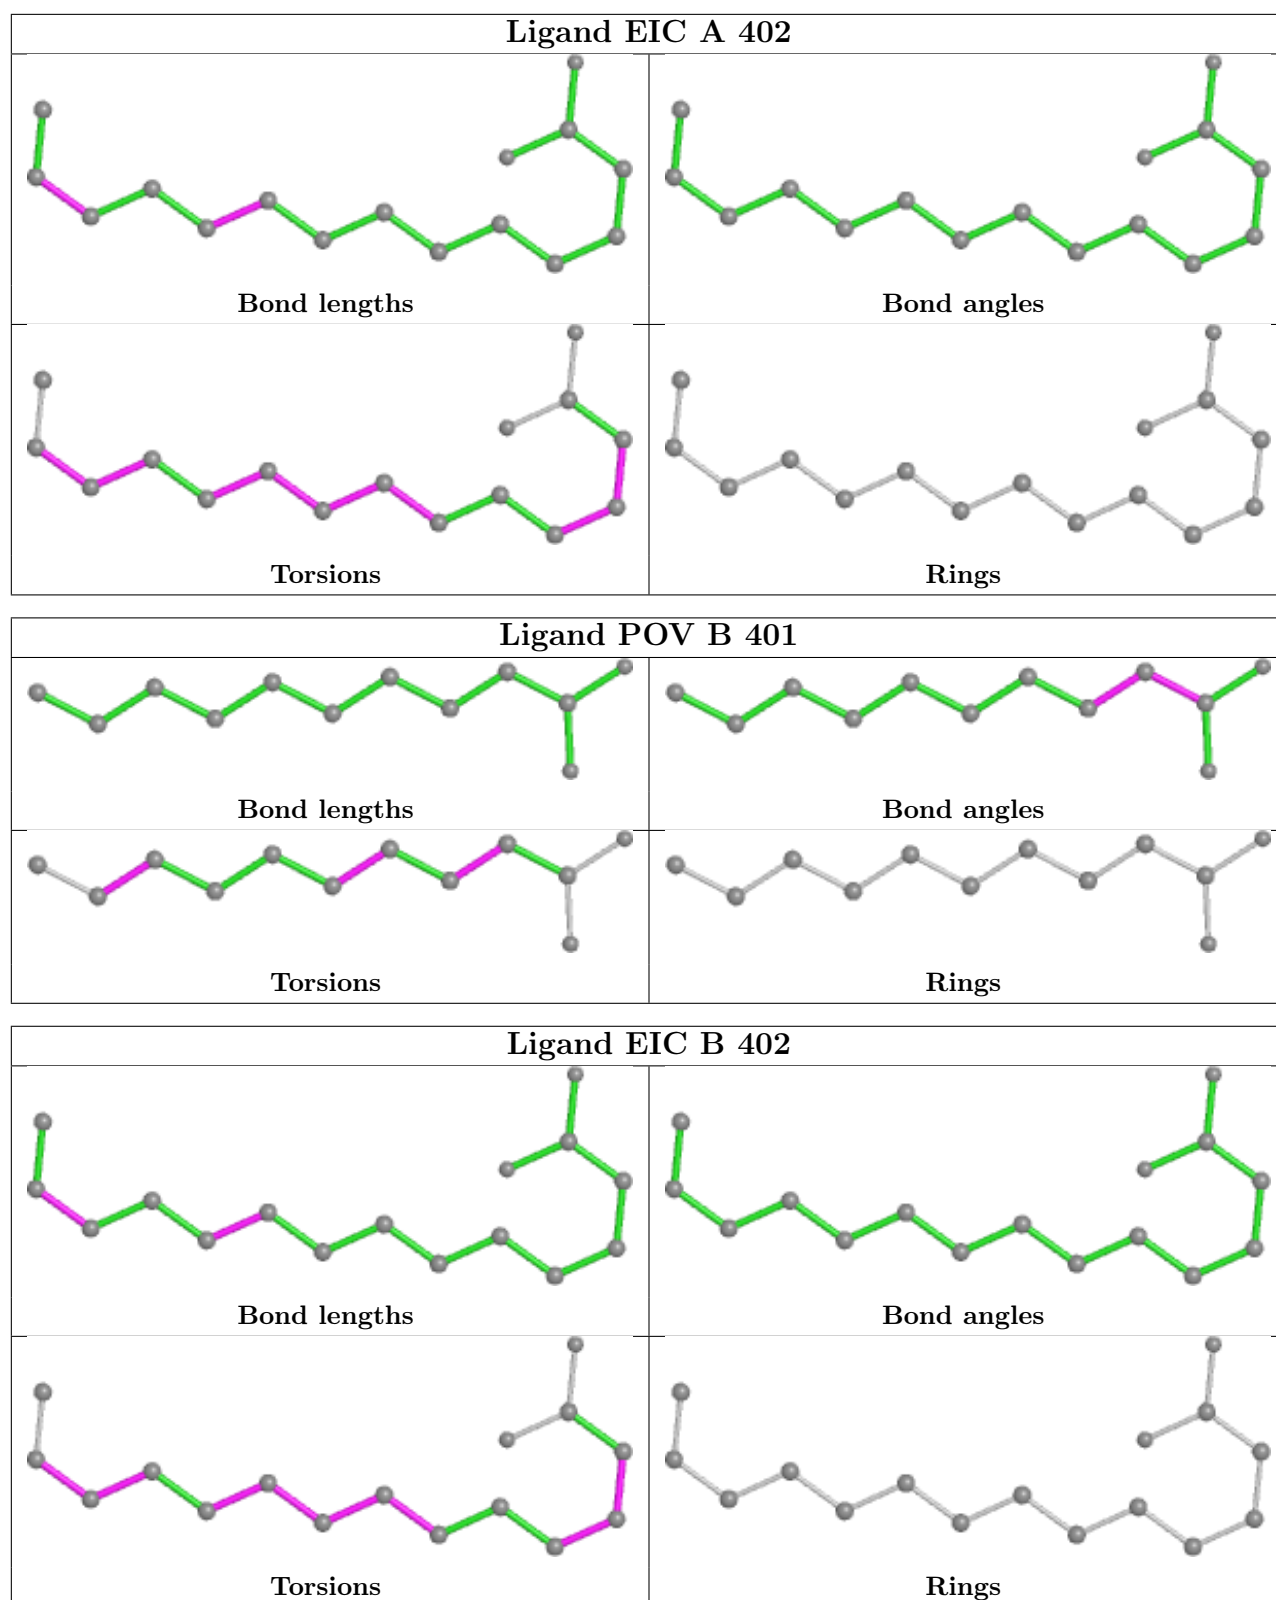 Ligand EIC A 402
Bond lengths
Bond angles
Torsions
Rings
Ligand POV B 401
Bond lengths
Bond angles
Torsions
Rings
Ligand EIC B 402
Bond lengths
Bond angles
Torsions
Rings